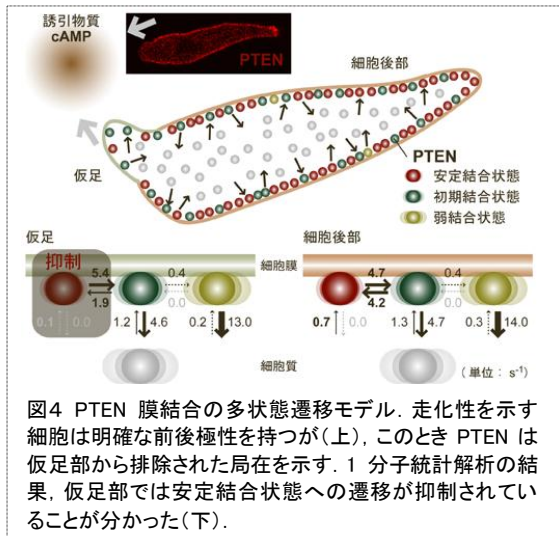 誘引物質
cAMP
PTEN
細胞後部
仮足
PTEN
安定結合状態
初期結合状態
弱結合状態
仮足
細胞後部
抑制
細胞膜
5.4
1.9
0.4
0.0
4.7
4.2
0.4
0.0
0.1 0.0
1.2 4.6
0.2 13.0
0.7 0.0
1.3 4.7
0.3 14.0
細胞質
(単位: s-1)
図4 PTEN 膜結合の多状態遷移モデル. 走化性を示す
細胞は明確な前後極性を持つが(上), このとき PTEN は
仮足部から排除された局在を示す. 1 分子統計解析の結
果, 仮足部では安定結合状態への遷移が抑制されてい
ることが分かった(下).